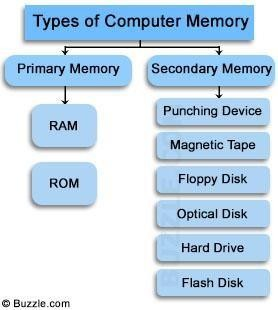 Types of Computer Memory
Primary Memory
Secondary Memory
RAM
ROM
Punching Device
Magnetic Tape
Floppy Disk
Optical Disk
Hard Drive
Flash Disk
© Buzzle.com